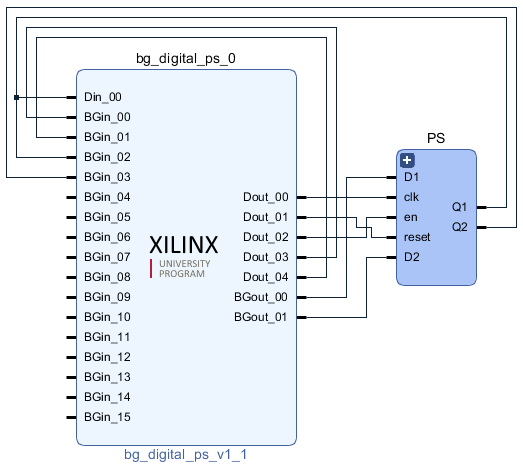 bg_digital_ps_0
Din_00
BGin_00
BGin_01
BGin_02
BGin_03
BGin_04
BGin_05
BGin_06
BGin_07
BGin_08
BGin_09
BGin_10
BGin_11
BGin_12
BGin_13
BGin_14
BGin_15
XILINX
UNIVERSITY
PROGRAM
Dout_00
Dout_01
Dout_02
Dout_03
Dout_04
BGout_00
BGout_01
bg_digital_ps_v1_1
PS
D1
clk
en
reset
D2
Q1
Q2